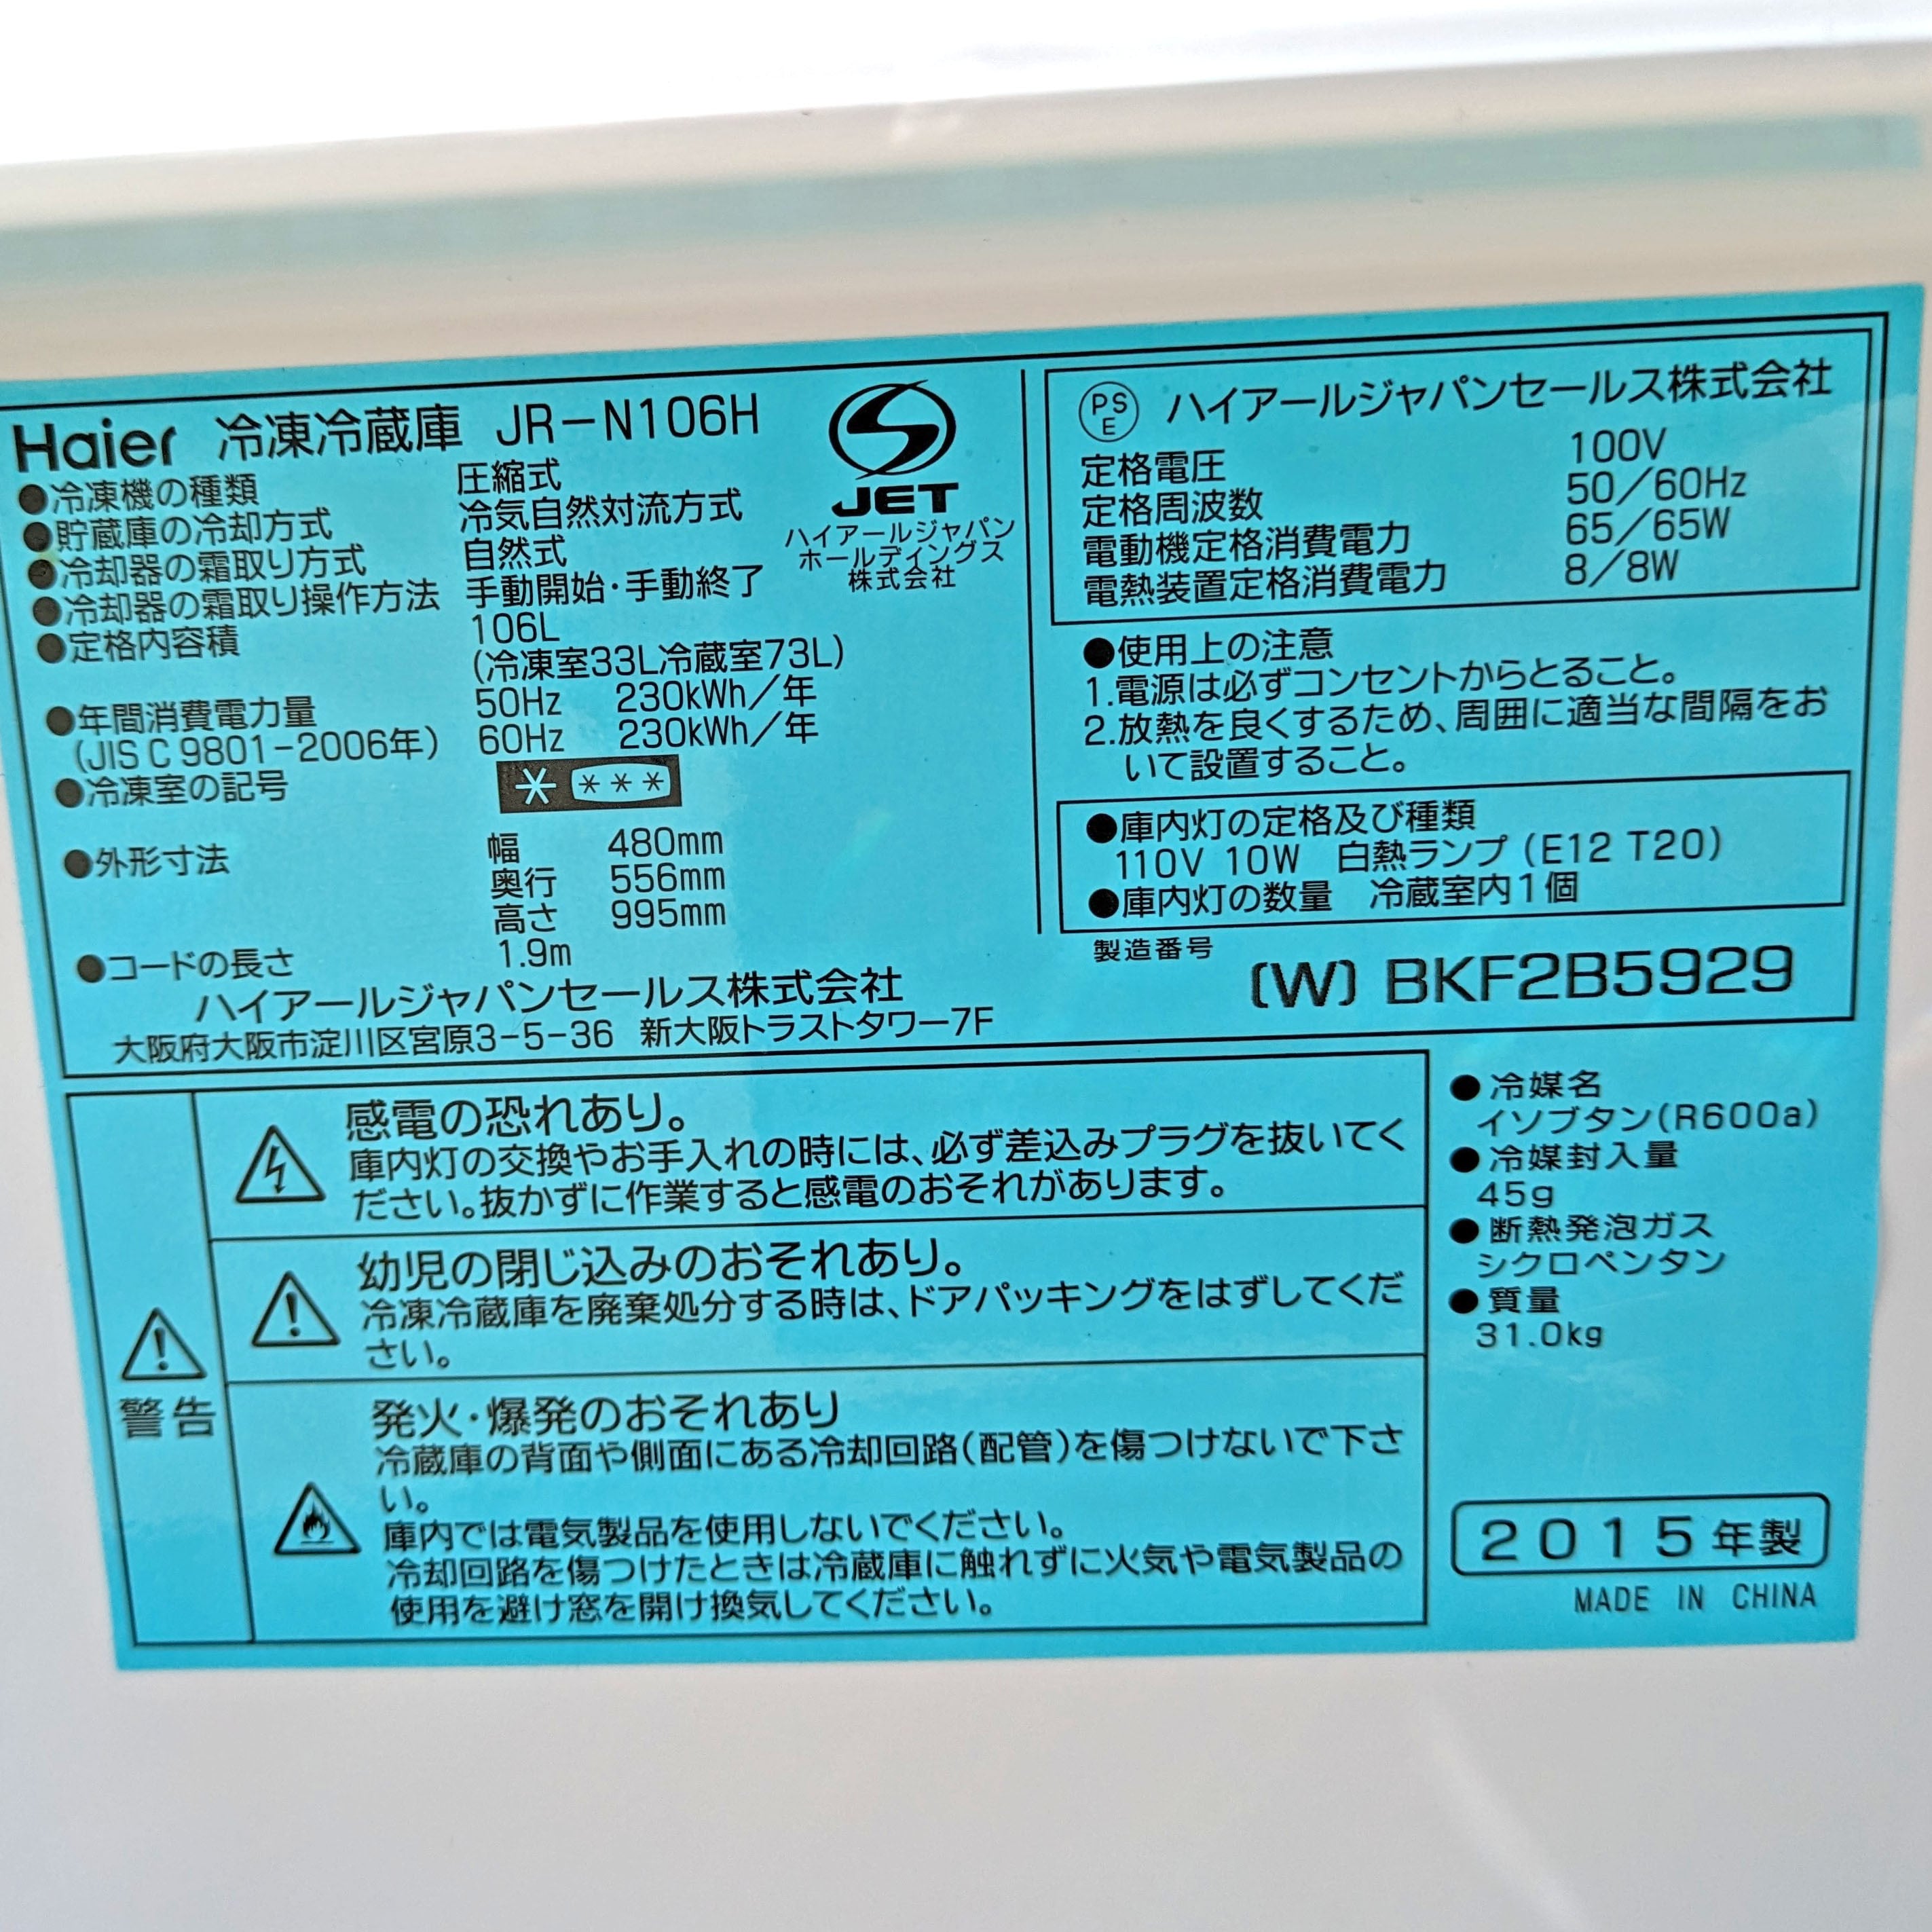 Haier 冷凍冷蔵庫 JR-N106H
●冷凍機の種類 圧縮式
●貯蔵庫の冷却方式 冷気自然対流方式
●冷却器の霜取り方式 自然式
●冷却器の霜取り操作方法 手動開始・手動終了
●定格内容積 106L
(冷凍室33L冷蔵室73L)
●年間消費電力量 50Hz 230kWh/年
(JIS C 9801-2006年) 60Hz 230kWh/年
●冷凍室の記号 * ***
●外形寸法 幅 480mm
奥行 556mm
高さ 995mm
●コードの長さ 1.9m
ハイアールジャパンセールス株式会社
大阪府大阪市淀川区宮原3-5-36 新大阪トラストタワー7F
JET
ハイアールジャパン
ホールディングス
株式会社
PSE ハイアールジャパンセールス株式会社
定格電圧 100V
定格周波数 50/60Hz
電動機定格消費電力 65/65W
電熱装置定格消費電力 8/8W
●使用上の注意
1.電源は必ずコンセントからとること。
2.放熱を良くするため、周囲に適当な間隔をお
いて設置すること。
●庫内灯の定格及び種類
110V 10W 白熱ランプ(E12 T20)
●庫内灯の数量 冷蔵室内1個
製造番号
(W) BKF2B5929
警告
感電の恐れあり。
庫内灯の交換やお手入れの時には、必ず差込みプラグを抜いてく
ださい。抜かずに作業すると感電のおそれがあります。
幼児の閉じ込みのおそれあり。
冷凍冷蔵庫を廃棄処分する時は、ドアパッキングをはずしてくだ
さい。
発火・爆発のおそれあり
冷蔵庫の背面や側面にある冷却回路(配管)を傷つけないで下さ
い。
庫内では電気製品を使用しないでください。
冷却回路を傷つけたときは冷蔵庫に触れずに火気や電気製品の
使用を避け窓を開け換気してください。
●冷媒名
イソブタン(R600a)
●冷媒封入量
45g
●断熱発泡ガス
シクロペンタン
●質量
31.0kg
2015年製
MADE IN CHINA